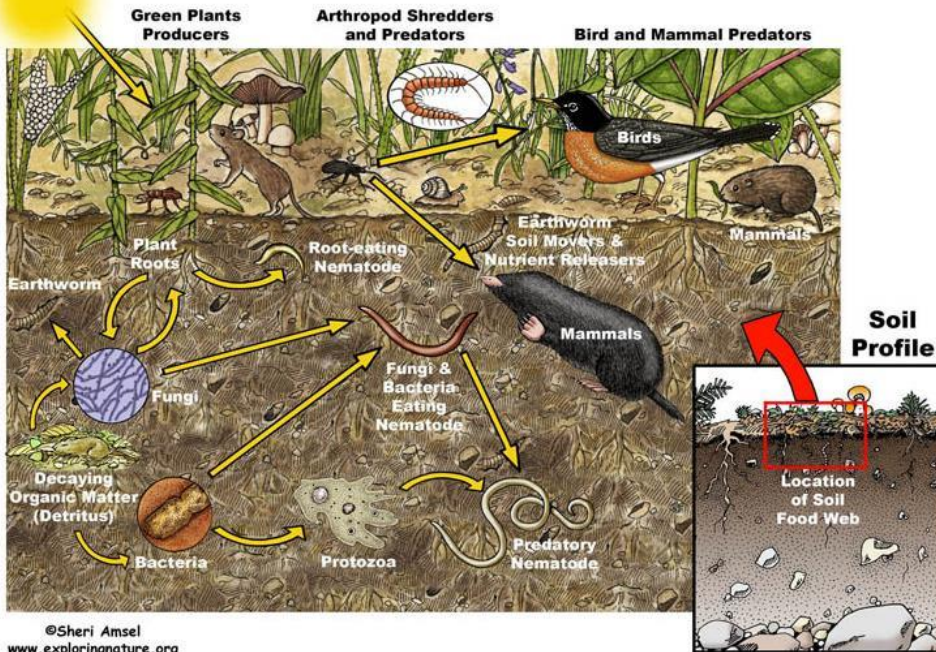 Green Plants
Producers
Arthropod Shredders
and Predators
Bird and Mammal Predators
Birds
Mammals
Earthworm
Soil Movers &
Nutrient Releasers
Plant
Roots
Root-eating
Nematode
Earthworm
Mammals
Fungi
Fungi &
Bacteria
Eating
Nematode
Decaying
Organic Matter
(Detritus)
Bacteria
Protozoa
Predatory
Nematode
Soil
Profile
Location
of Soil
Food Web
©Sheri Amsel
www.exploringnature.org